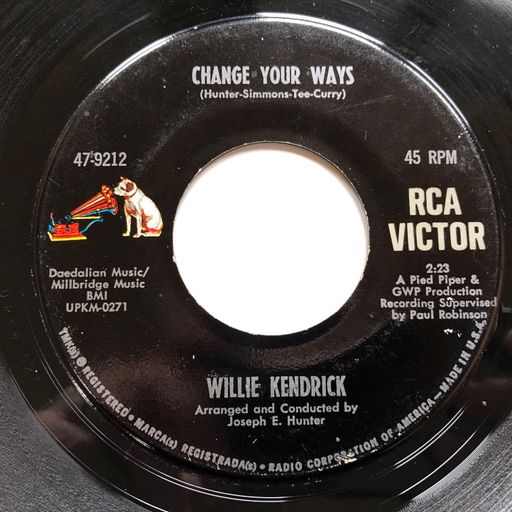 CHANGE YOUR WAYS
(Hunter-Simmons-Tee-Curry)
47-9212
45 RPM
RCA
VICTOR
Daedalian Music/
Millbridge Music
BMI
UPKM-0271
2:23
A Pied Piper &
GWP Production
Recording Supervised
by Paul Robinson
WILLIE KENDRICK
Arranged and Conducted by
Joseph E. Hunter
TMK(s) ® REGISTERED • MARCA(s) REGISTRADA(s) • RADIO CORPORATION OF AMERICA—MADE IN U.S.A.